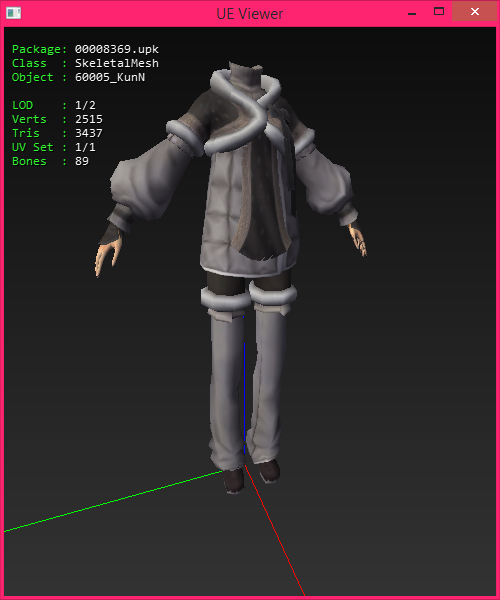 UE Viewer
Package: 00008369.upk
Class  : SkeletalMesh
Object : 60005_KunN
LOD    : 1/2
Verts  : 2515
Tris   : 3437
UV Set : 1/1
Bones  : 89